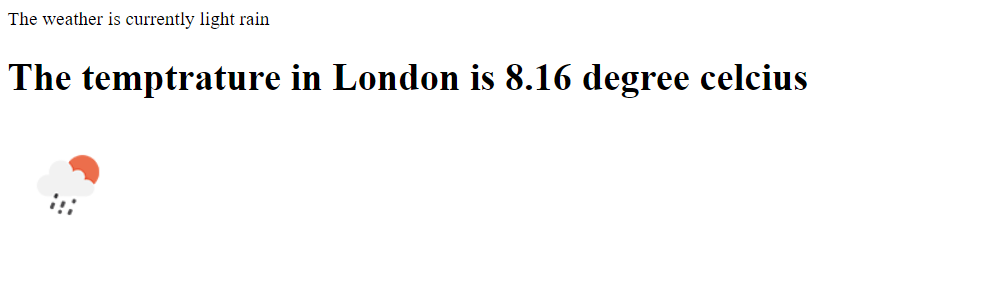 The weather is currently light rain
The temptrature in London is 8.16 degree celcius